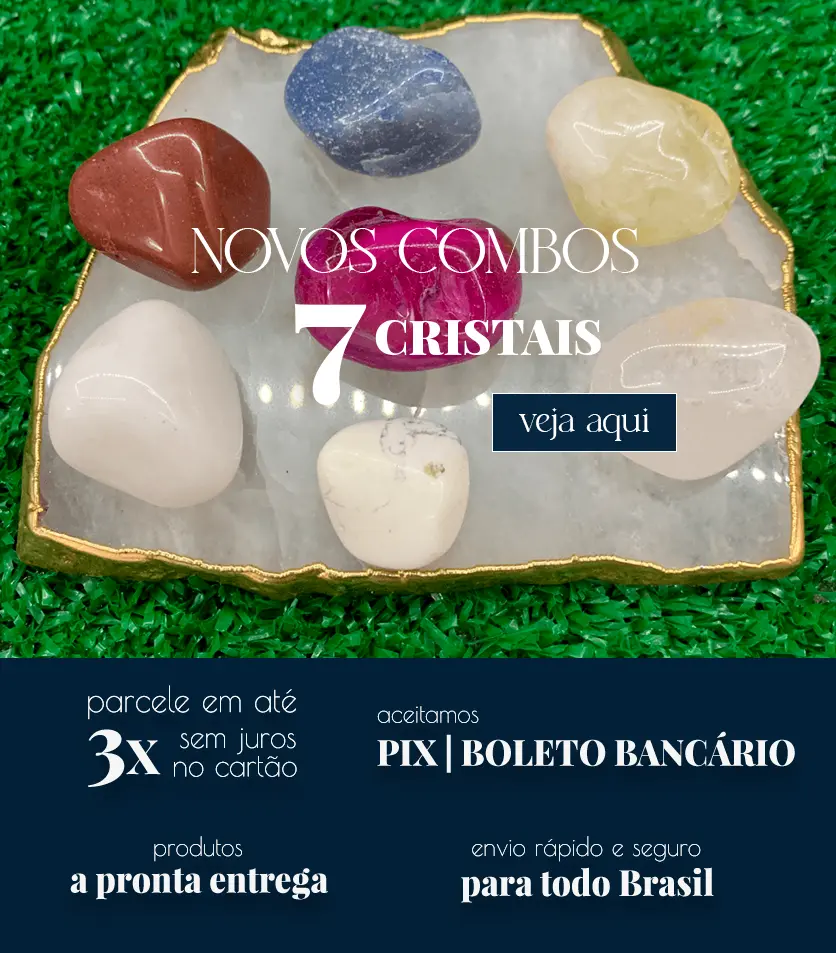 NOVOS COMBOS
7 CRISTAIS
veja aqui
parcele em até
3x sem juros
no cartão
aceitamos
PIX | BOLETO BANCÁRIO
produtos
a pronta entrega
envio rápido e seguro
para todo Brasil